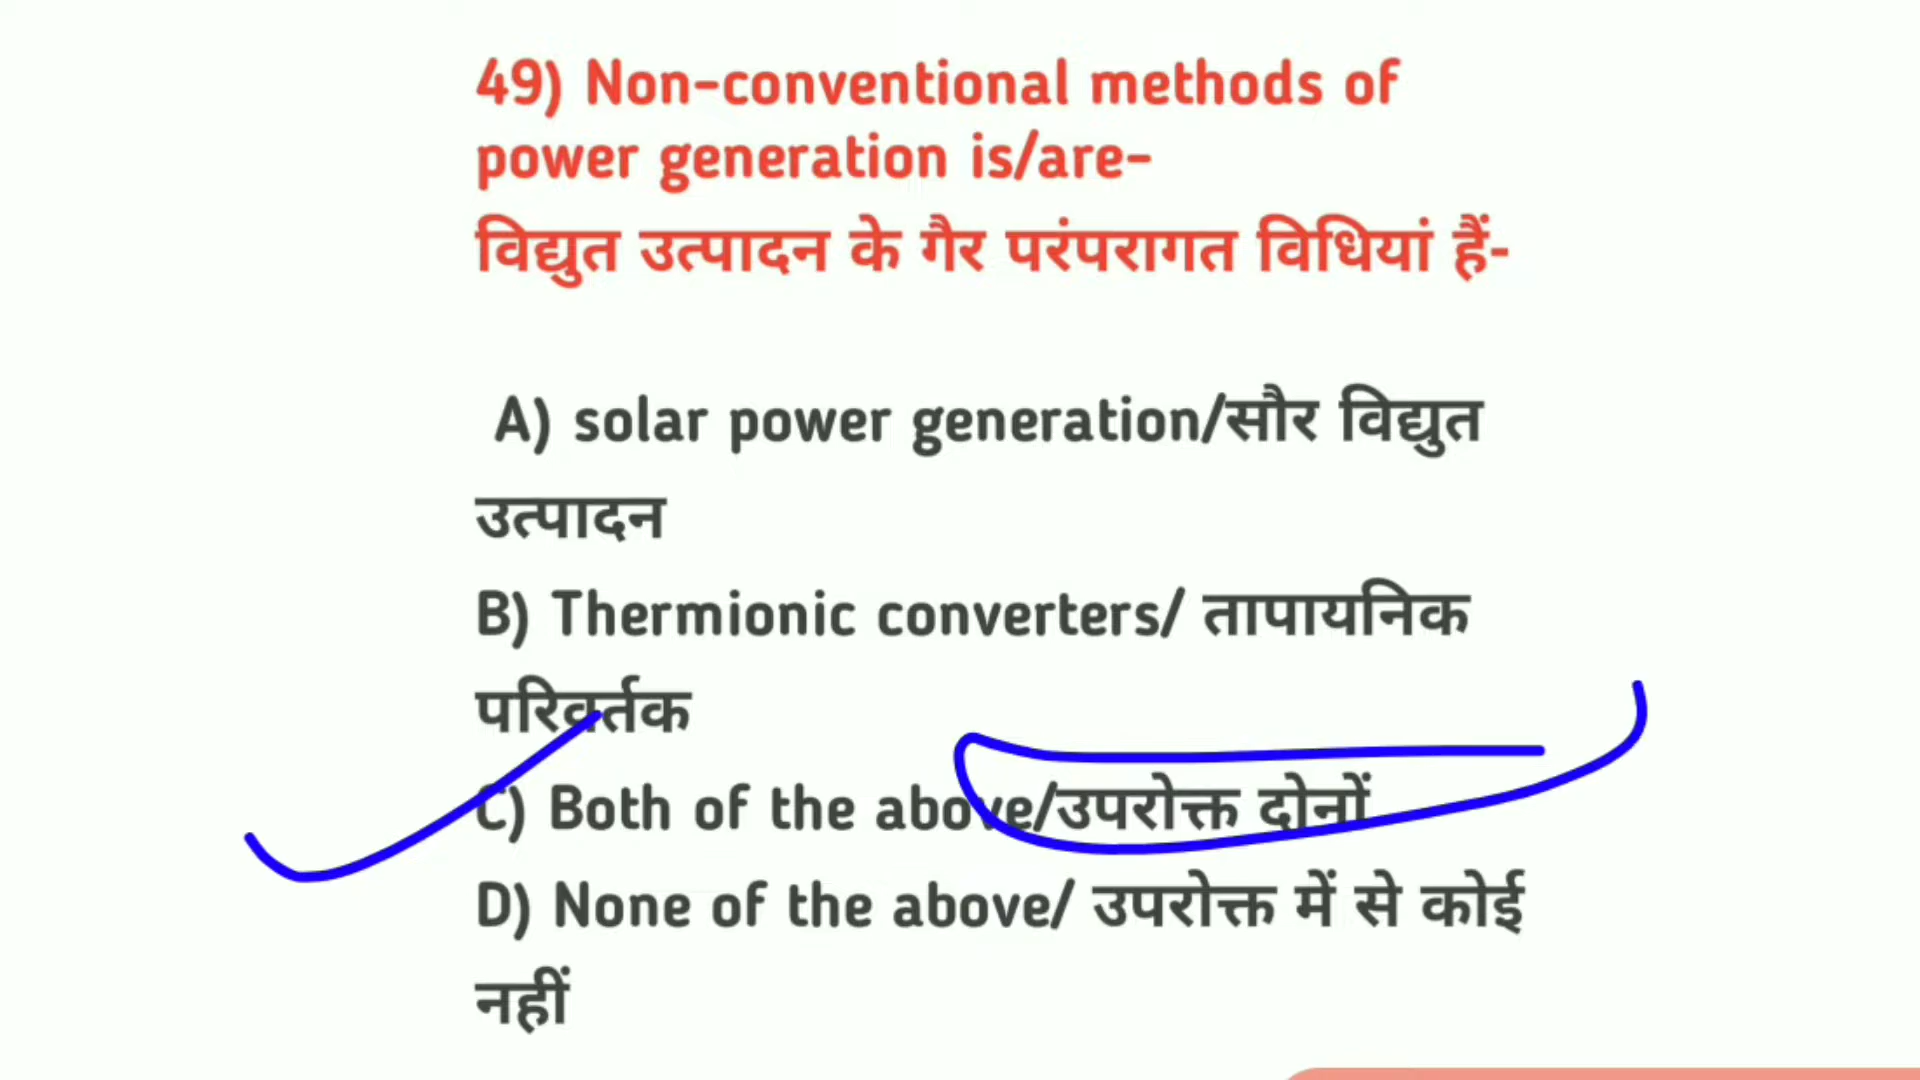 49) Non-conventional methods of
power generation is/are-
विद्युत उत्पादन के गैर परंपरागत विधियां हैं-
A) solar power generation/सौर विद्युत
उत्पादन
B) Thermionic converters/ तापायनिक
परिवर्तक
C) Both of the above/उपरोक्त दोनों
D) None of the above/ उपरोक्त में से कोई
नहीं